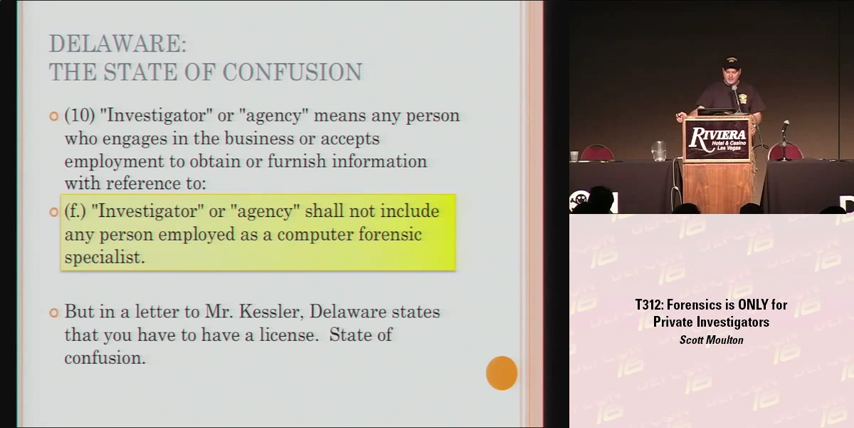 DELAWARE:
THE STATE OF CONFUSION
(10) "Investigator" or "agency" means any person
who engages in the business or accepts
employment to obtain or furnish information
with reference to:
(f.) "Investigator" or "agency" shall not include
any person employed as a computer forensic
specialist.
But in a letter to Mr. Kessler, Delaware states
that you have to have a license. State of
confusion.
RIVIERA
Hotel & Casino
Las Vegas
T312: Forensics is ONLY for
Private Investigators
Scott Moulton